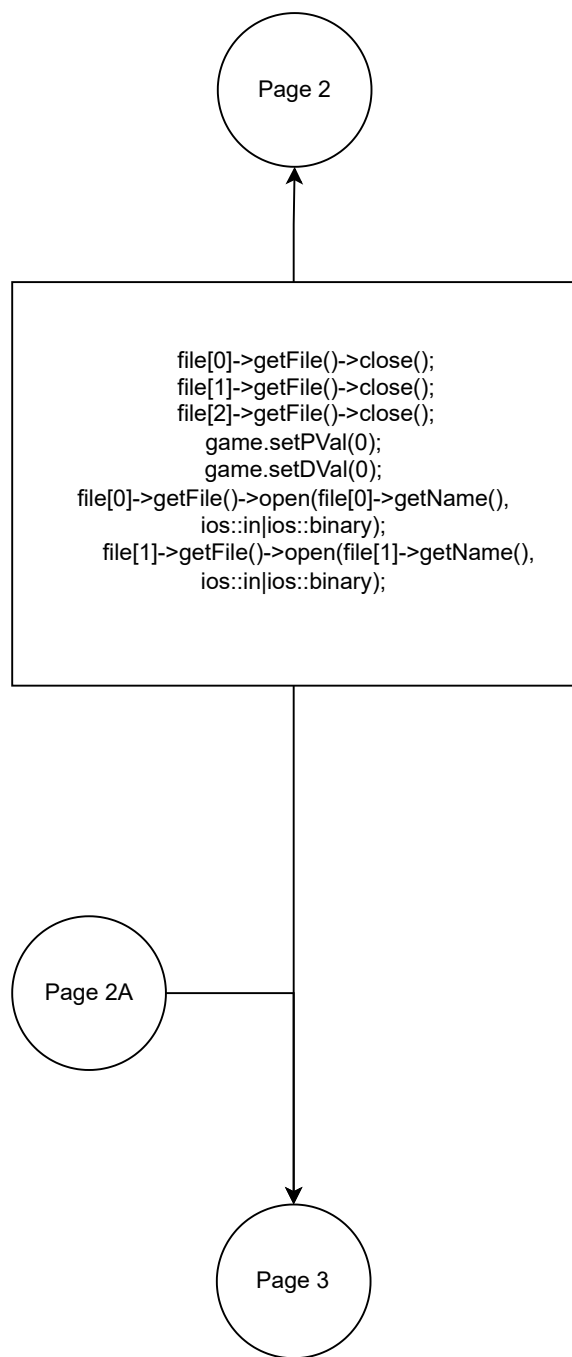 Page 2
file[0]->getFile()->close();
file[1]->getFile()->close();
file[2]->getFile()->close();
game.setPVal(0);
game.setDVal(0);
file[0]->getFile()->open(file[0]->getName(),
ios::in|ios::binary);
file[1]->getFile()->open(file[1]->getName(),
ios::in|ios::binary);
Page 2A
Page 3